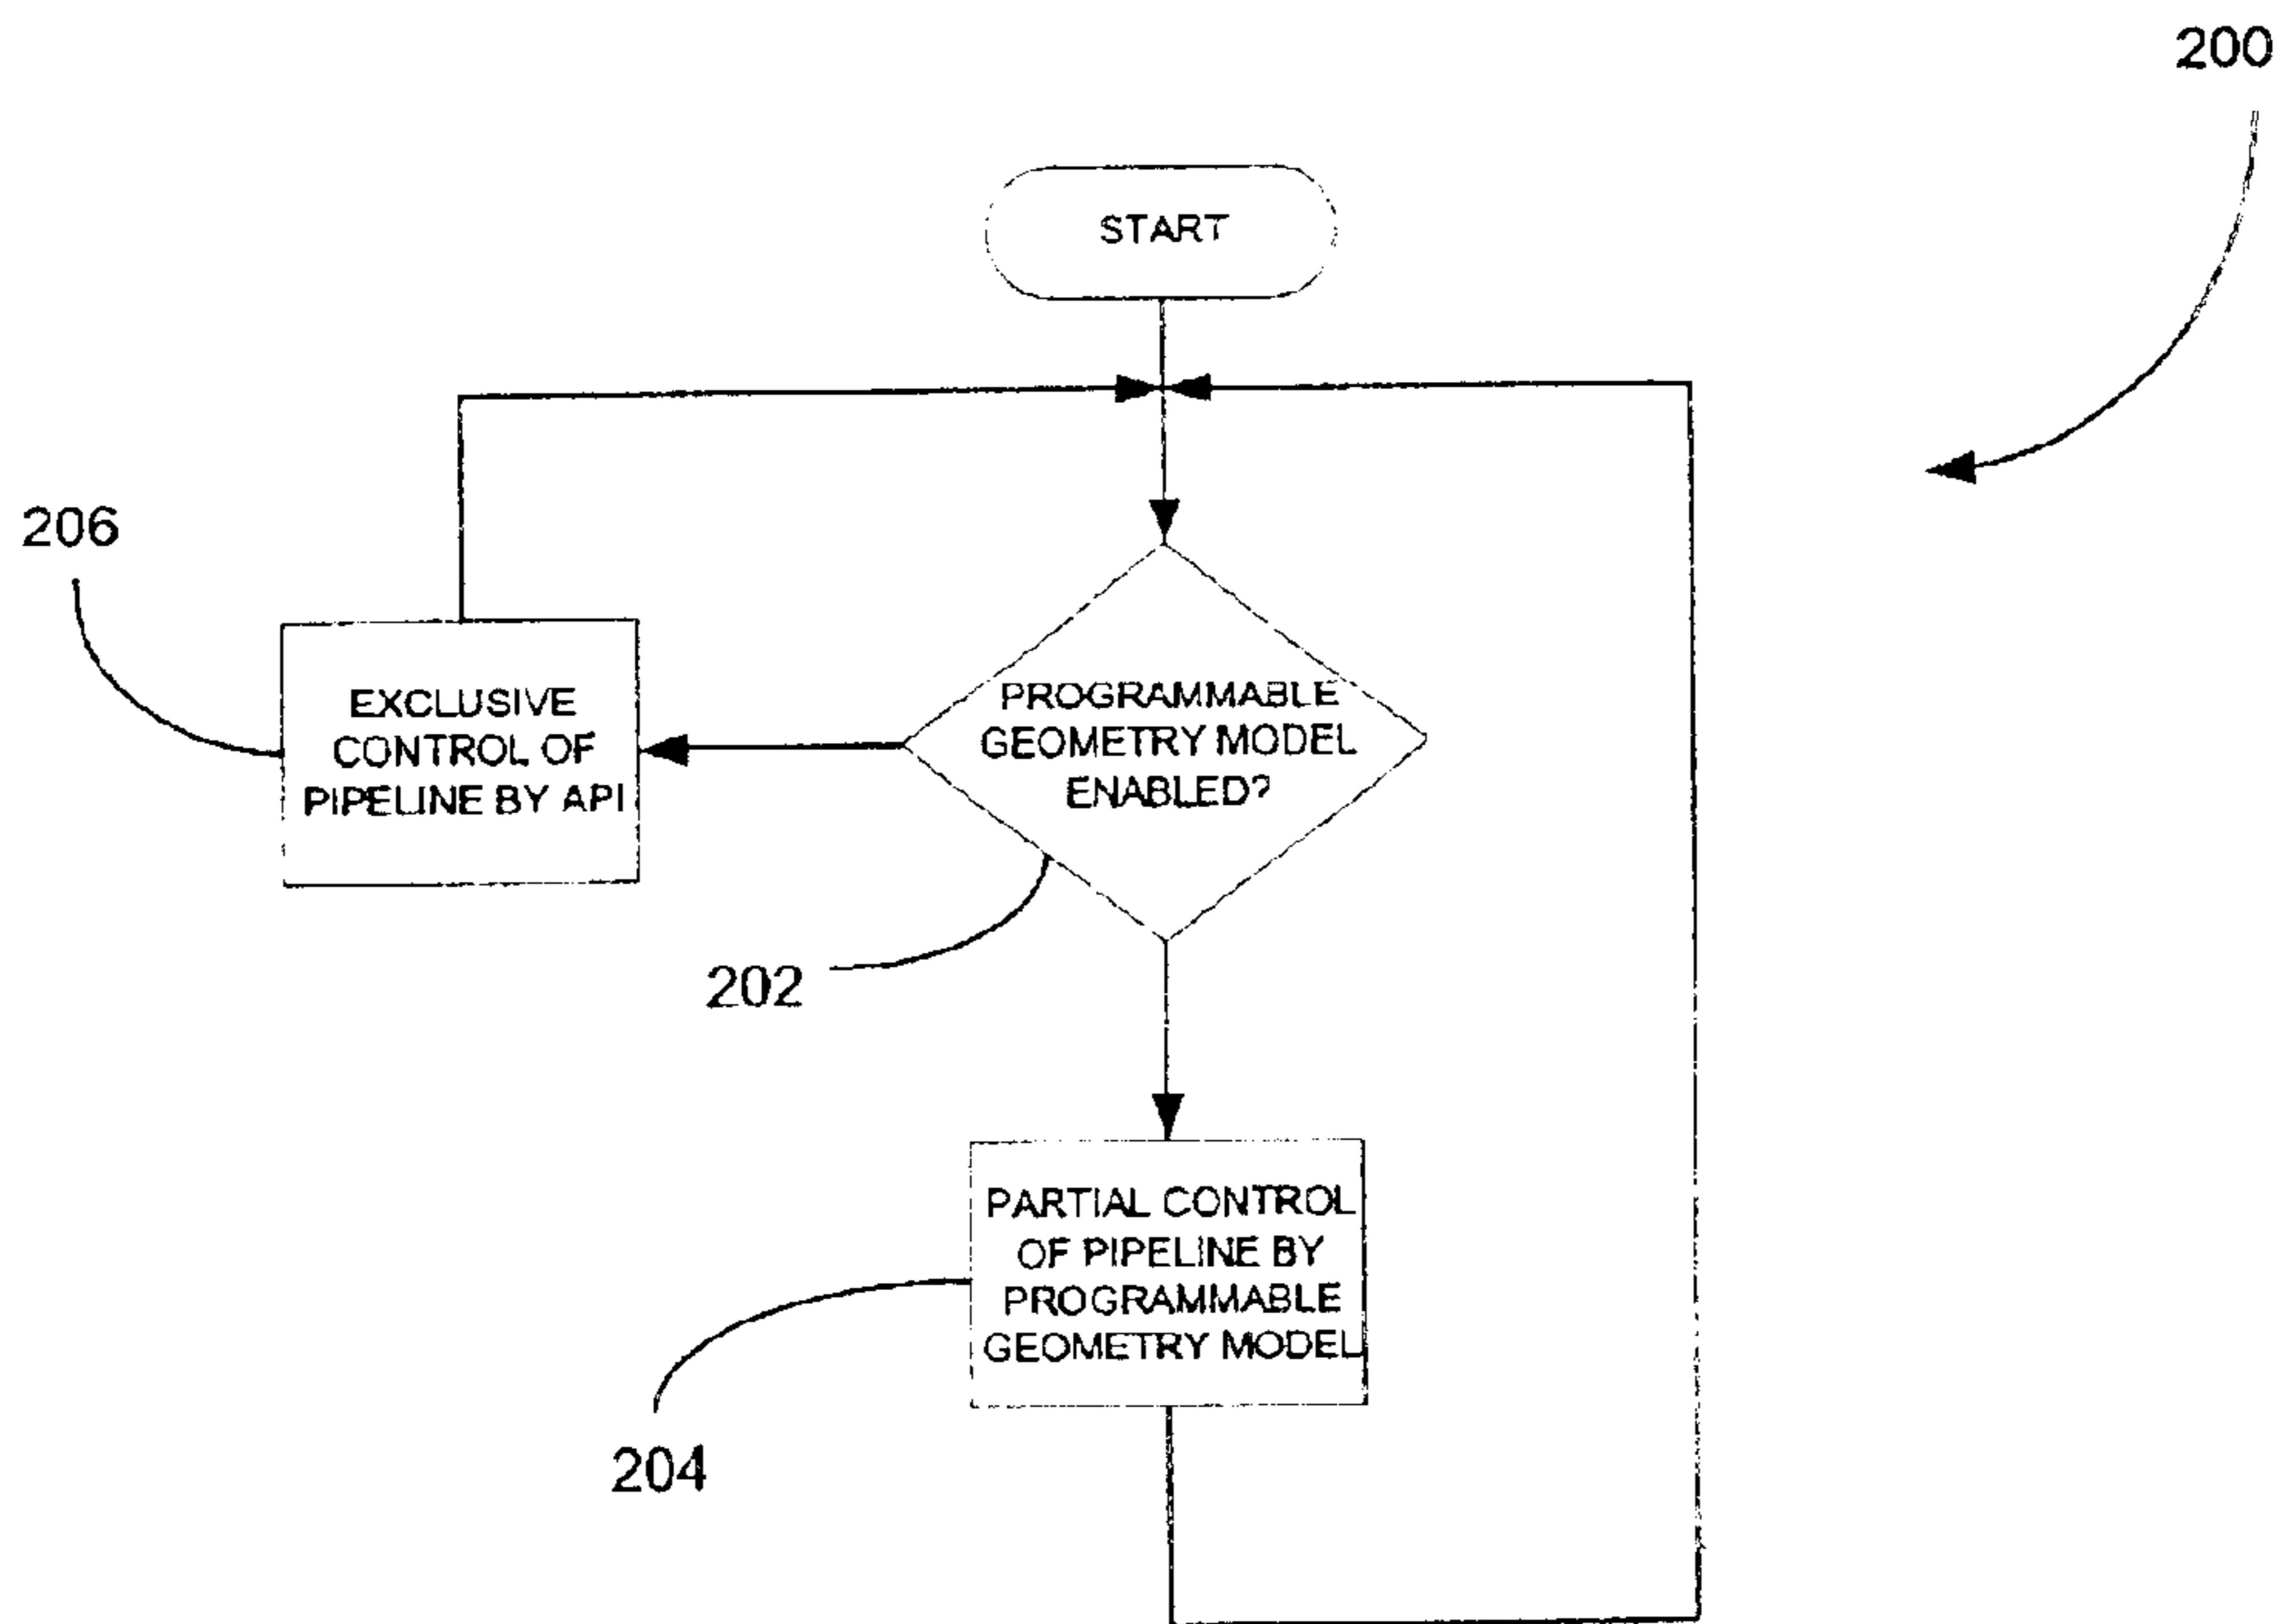 200
START
206
EXCLUSIVE
CONTROL OF
PIPELINE BY API
PROGRAMMABLE
GEOMETRY MODEL
ENABLED?
202
PARTIAL CONTROL
OF PIPELINE BY
PROGRAMMABLE
GEOMETRY MODEL
204